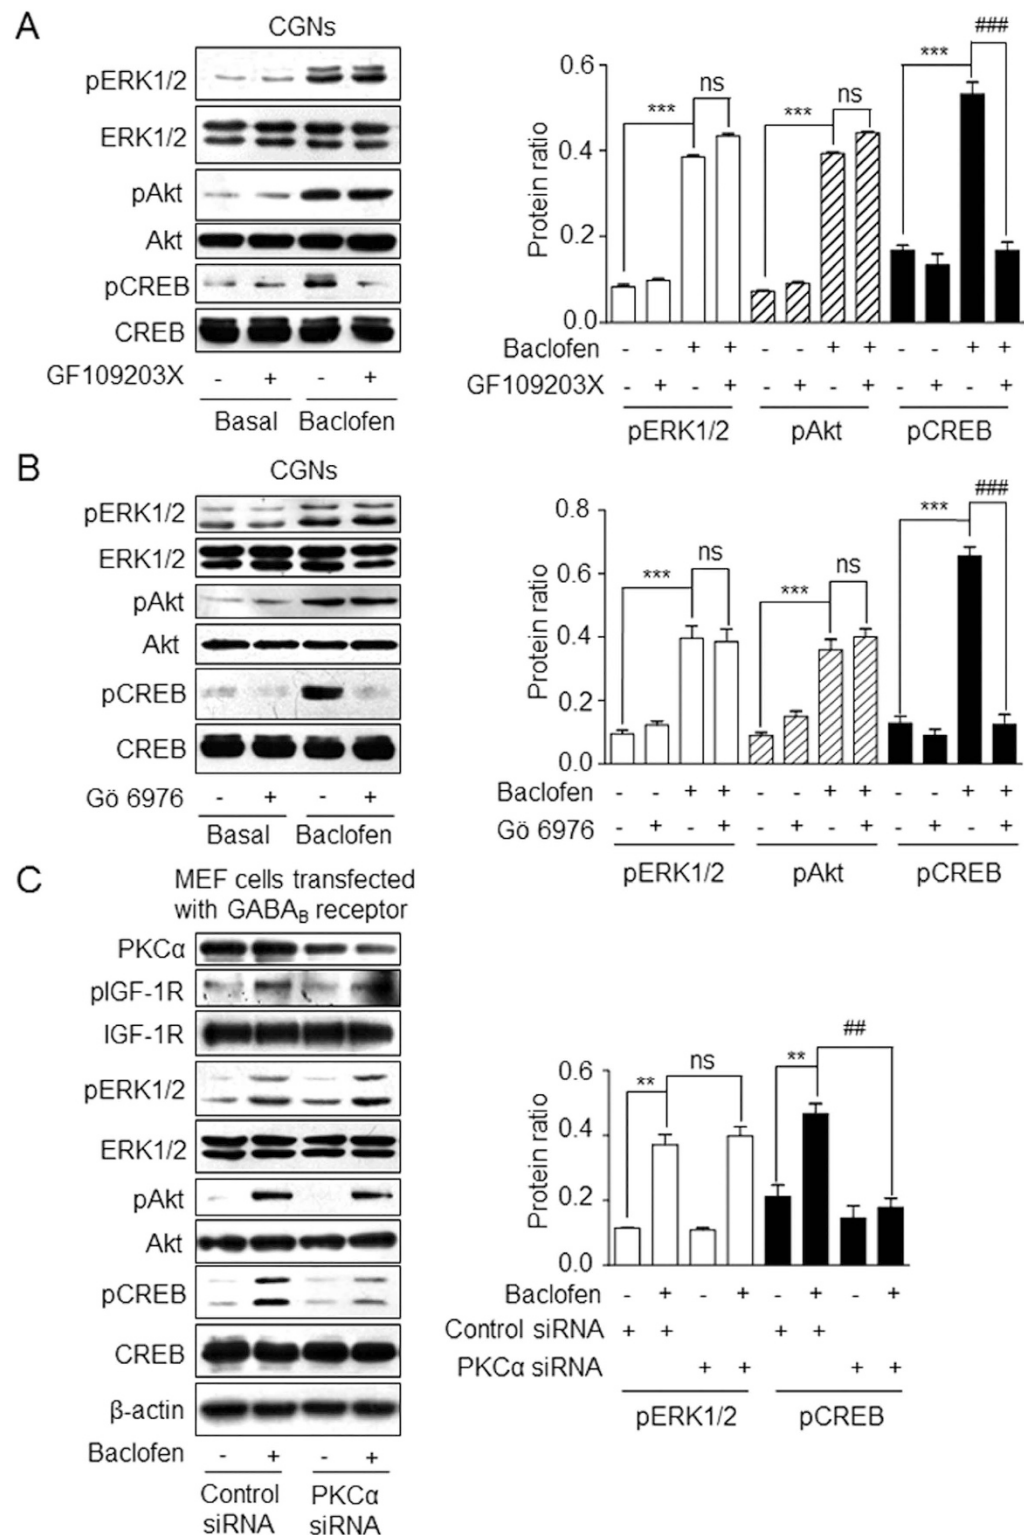 A
CGNs
pERK1/2
ERK1/2
pAkt
Akt
pCREB
CREB
GF109203X - + - +
Basal Baclofen
Protein ratio
0.6
0.4
0.2
0.0
*** ns *** ns *** ###
Baclofen - - + + - - + + - - + +
GF109203X - + - + - + - + - + - +
pERK1/2 pAkt pCREB
B
CGNs
pERK1/2
ERK1/2
pAkt
Akt
pCREB
CREB
Gö 6976 - + - +
Basal Baclofen
Protein ratio
0.8
0.6
0.4
0.2
0.0
*** ns *** ns *** ###
Baclofen - - + + - - + + - - + +
Gö 6976 - + - + - + - + - + - +
pERK1/2 pAkt pCREB
C
MEF cells transfected
with GABAB receptor
PKCα
pIGF-1R
IGF-1R
pERK1/2
ERK1/2
pAkt
Akt
pCREB
CREB
β-actin
Baclofen - + - +
Control PKCα
siRNA siRNA
Protein ratio
0.6
0.4
0.2
0.0
** ns ** ##
Baclofen - + - + - + - +
Control siRNA + + + +
PKCα siRNA + + + +
pERK1/2 pCREB